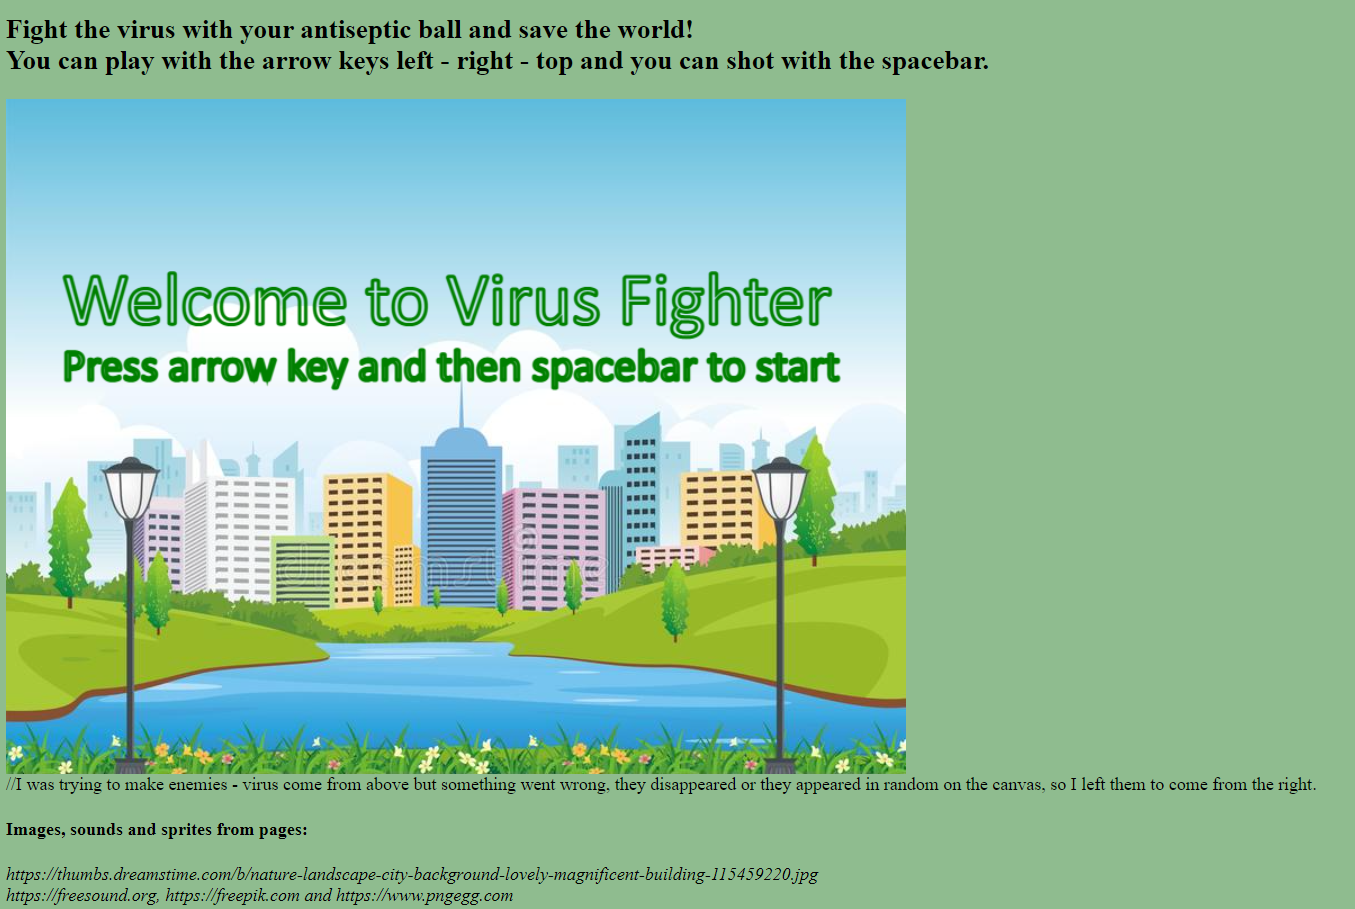 Fight the virus with your antiseptic ball and save the world!
You can play with the arrow keys left - right - top and you can shot with the spacebar.
Welcome to Virus Fighter
Press arrow key and then spacebar to start
//I was trying to make enemies - virus come from above but something went wrong, they disappeared or they appeared in random on the canvas, so I left them to come from the right.
Images, sounds and sprites from pages:
https://thumbs.dreamstime.com/b/nature-landscape-city-background-lovely-magnificent-building-115459220.jpg
https://freesound.org, https://freepik.com and https://www.pngegg.com